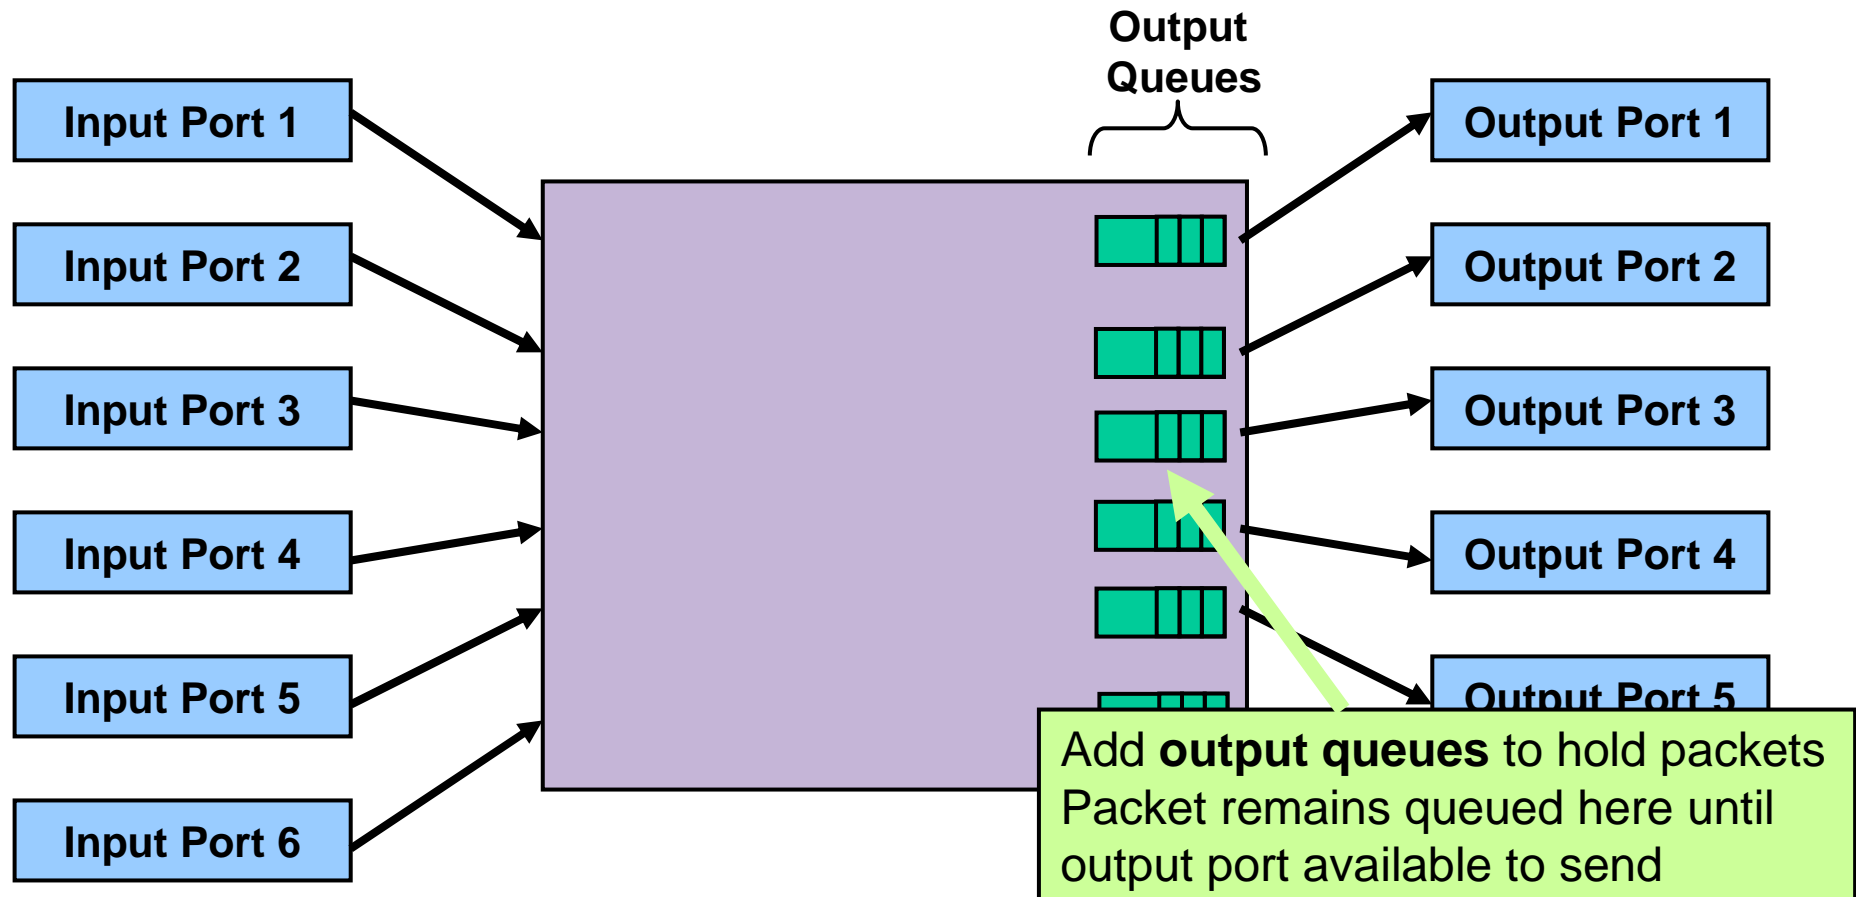 Output
Queues
Input Port 1
Input Port 2
Input Port 3
Input Port 4
Input Port 5
Input Port 6
Output Port 1
Output Port 2
Output Port 3
Output Port 4
Output Port 5
Add output queues to hold packets
Packet remains queued here until
output port available to send